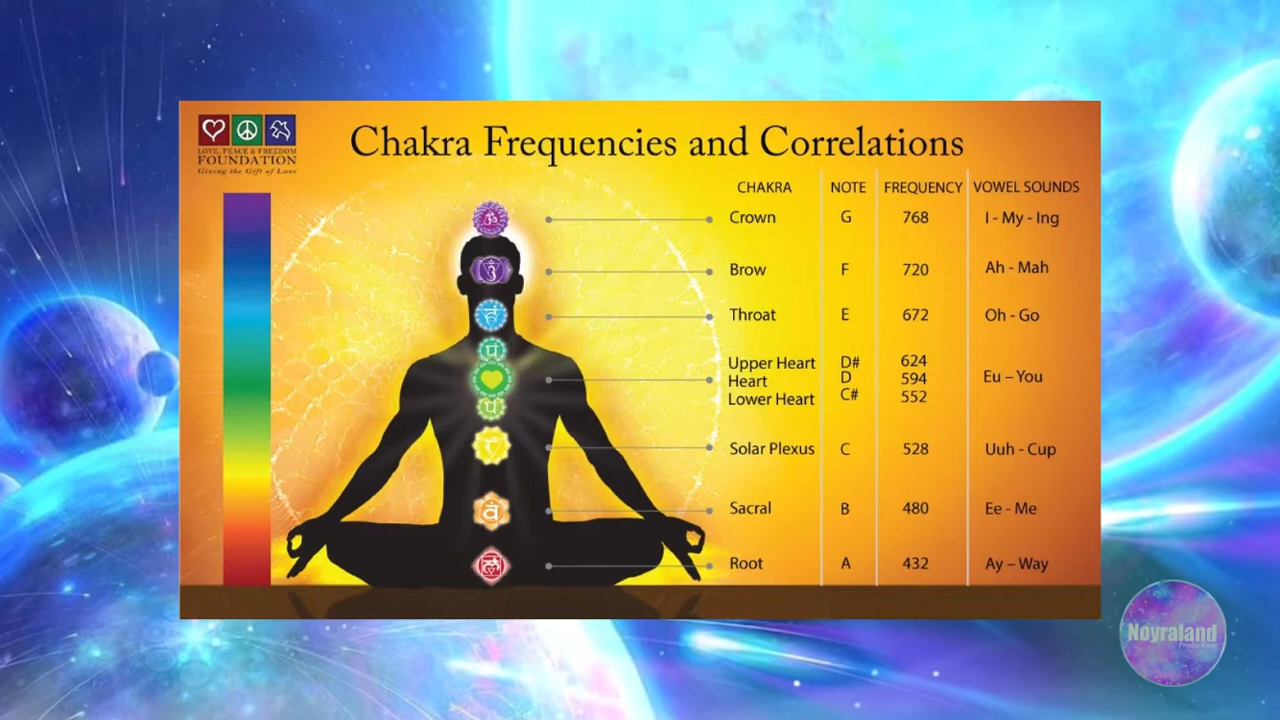 LOVE, PEACE & FREEDOM
FOUNDATION
Giving the Gift of Love
Chakra Frequencies and Correlations
CHAKRA NOTE FREQUENCY VOWEL SOUNDS
Crown G 768 I - My - Ing
Brow F 720 Ah - Mah
Throat E 672 Oh - Go
Upper Heart D# 624
Heart D 594 Eu – You
Lower Heart C# 552
Solar Plexus C 528 Uuh - Cup
Sacral B 480 Ee - Me
Root A 432 Ay – Way
ॐ
हं
यं
यं
रं
वं
लं
Noyraland
Productions